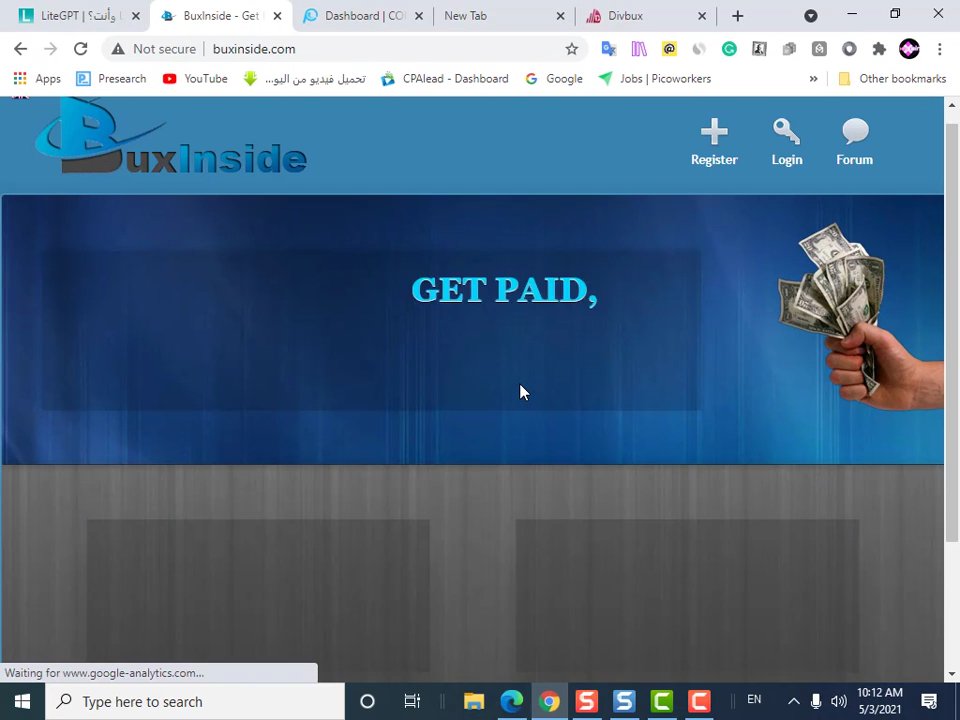 LiteGPT | وأنت؟ L
BuxInside - Get
Dashboard | CO
New Tab
Divbux
Not secure
buxinside.com
Apps
Presearch
YouTube
تحميل فيديو من اليو...
CPAlead - Dashboard
Google
Jobs | Picoworkers
»
Other bookmarks
BuxInside
Register
Login
Forum
GET PAID,
Waiting for www.google-analytics.com...
Type here to search
EN
10:12 AM
5/3/2021